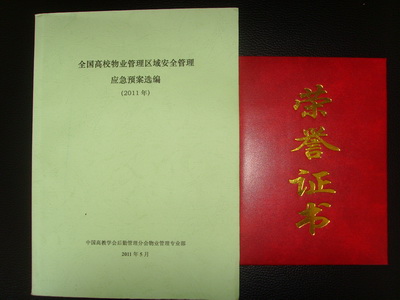 全国高校物业管理区域安全管理
应急预案选编
(2011年)
中国高教学会后勤管理分会物业管理专业部
2011年9月
荣誉证书